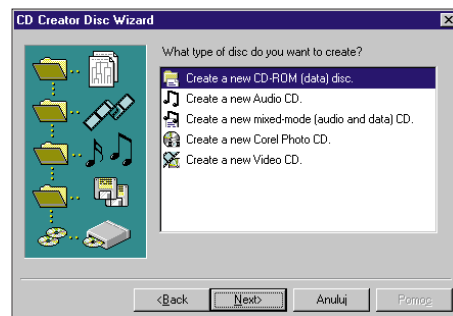 CD Creator Disc Wizard
What type of disc do you want to create?
Create a new CD-ROM (data) disc.
Create a new Audio CD.
Create a new mixed-mode (audio and data) CD.
Create a new Corel Photo CD.
Create a new Video CD.
<Back Next> Anuluj Pomoc